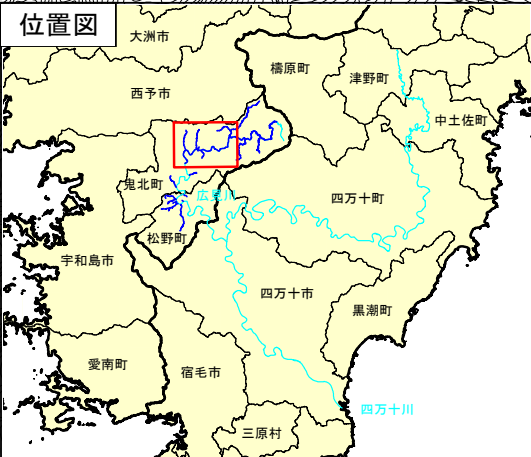 位置図
大洲市
檮原町
津野町
西予市
中土佐町
鬼北町
広見川
四万十町
松野町
宇和島市
四万十市
黒潮町
愛南町
宿毛市
四万十川
三原村